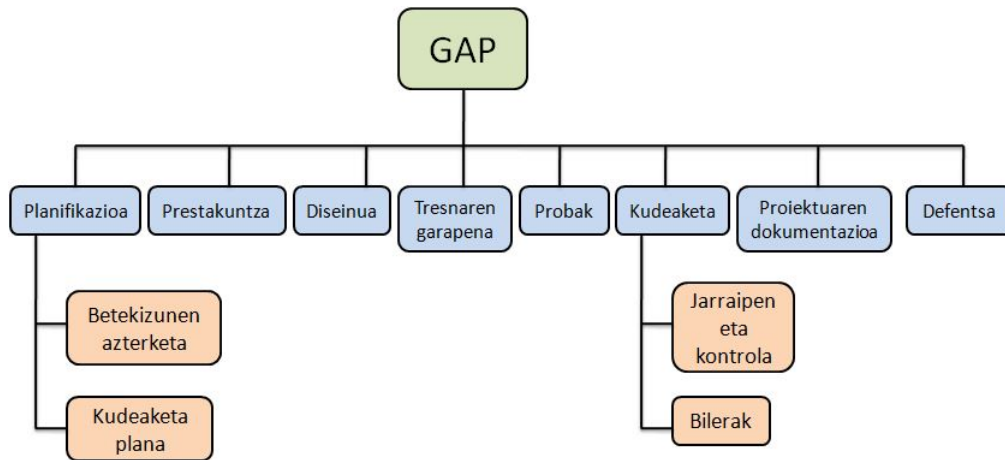 GAP
Planifikazioa
Prestakuntza
Diseinua
Tresnaren
garapena
Probak
Kudeaketa
Proiektuaren
dokumentazioa
Defentsa
Betekizunen
azterketa
Kudeaketa
plana
Jarraipen
eta
kontrola
Bilerak